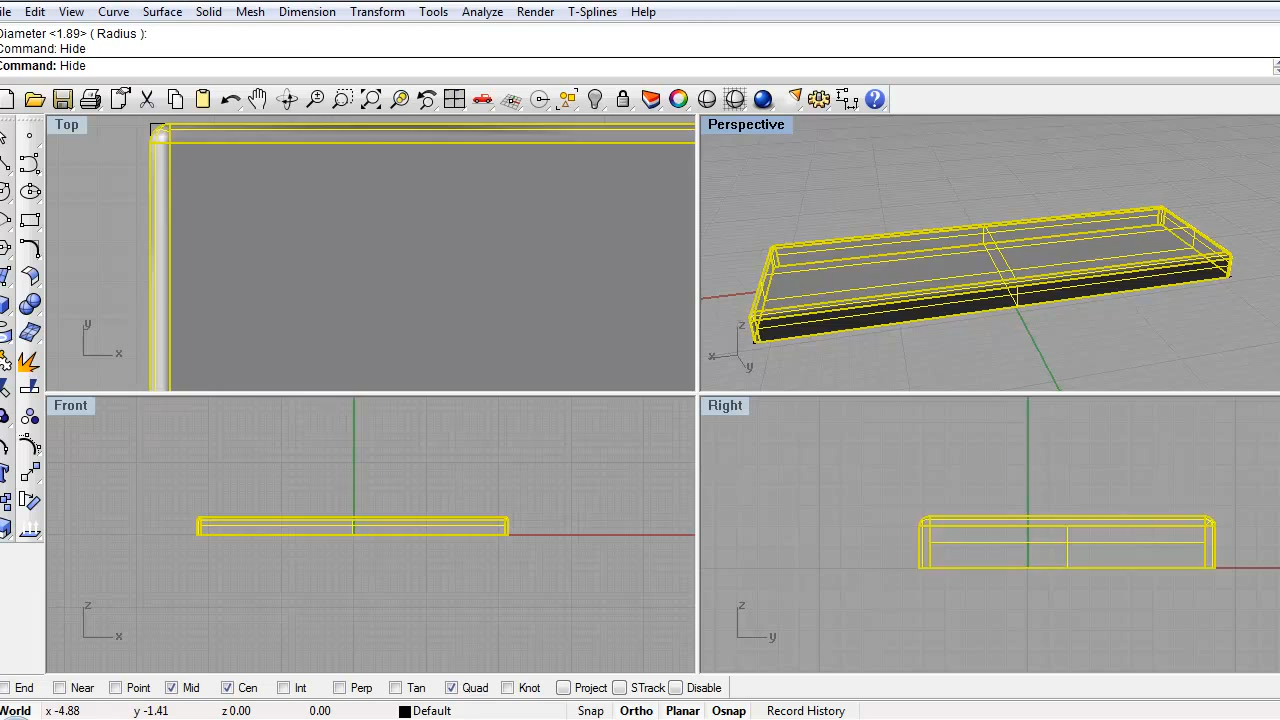 ile Edit View Curve Surface Solid Mesh Dimension Transform Tools Analyze Render T-Splines Help
Diameter <1.89> ( Radius ):
Command: Hide
ommand: Hide
Top
Perspective
y
x
z
x
y
Front
Right
z
x
z
y
End Near Point Mid Cen Int Perp Tan Quad Knot Project STrack Disable
World x -4.88 y -1.41 z 0.00 0.00 Default Snap Ortho Planar Osnap Record History